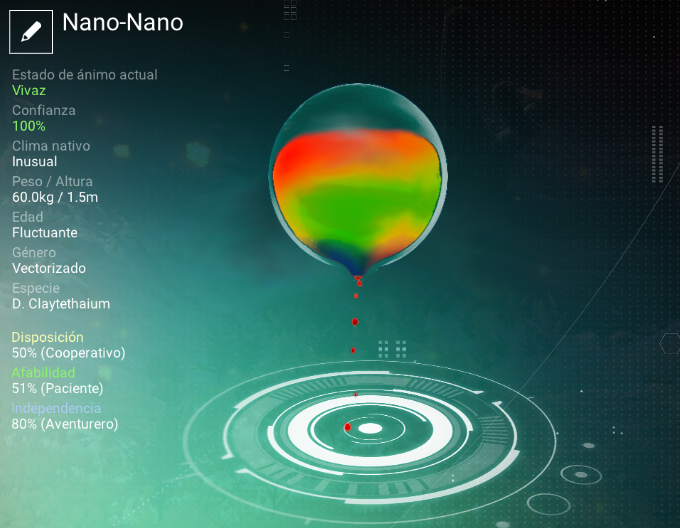 Nano-Nano
Estado de ánimo actual
Vivaz
Confianza
100%
Clima nativo
Inusual
Peso / Altura
60.0kg / 1.5m
Edad
Fluctuante
Género
Vectorizado
Especie
D. Claytethaium
Disposición
50% (Cooperativo)
Afabilidad
51% (Paciente)
Independencia
80% (Aventurero)